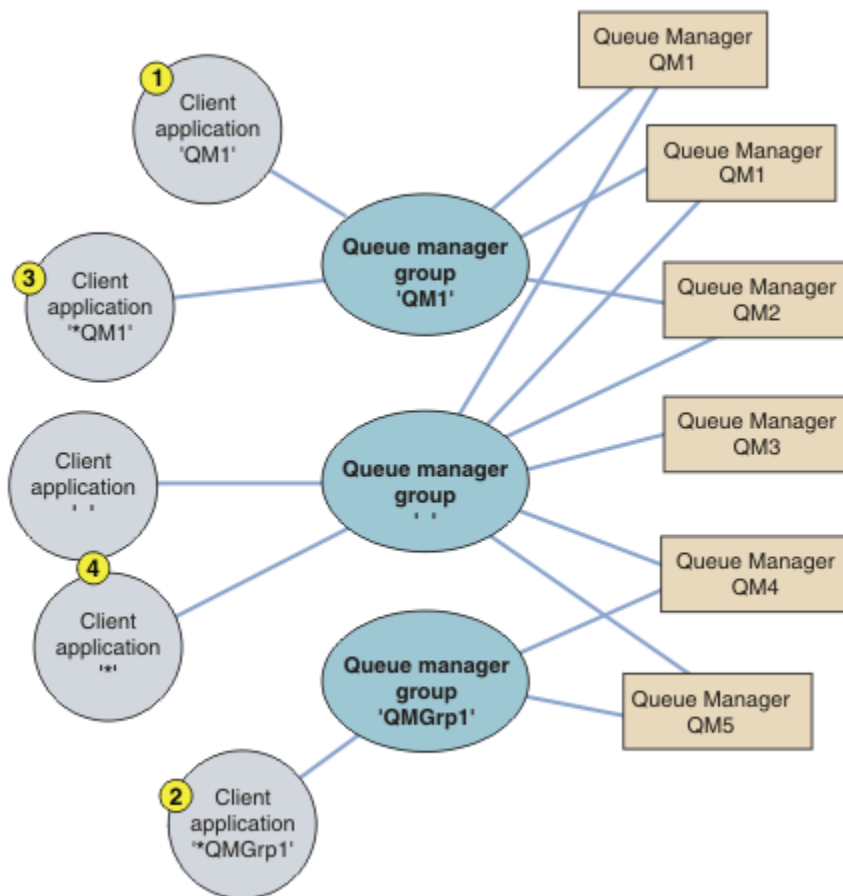 1
Client
application
'QM1'
3
Client
application
'*QM1'
Client
application
' '
4
Client
application
'*'
2
Client
application
'*QMGrp1'
Queue manager
group
'QM1'
Queue manager
group
' '
Queue manager
group
'QMGrp1'
Queue Manager
QM1
Queue Manager
QM1
Queue Manager
QM2
Queue Manager
QM3
Queue Manager
QM4
Queue Manager
QM5